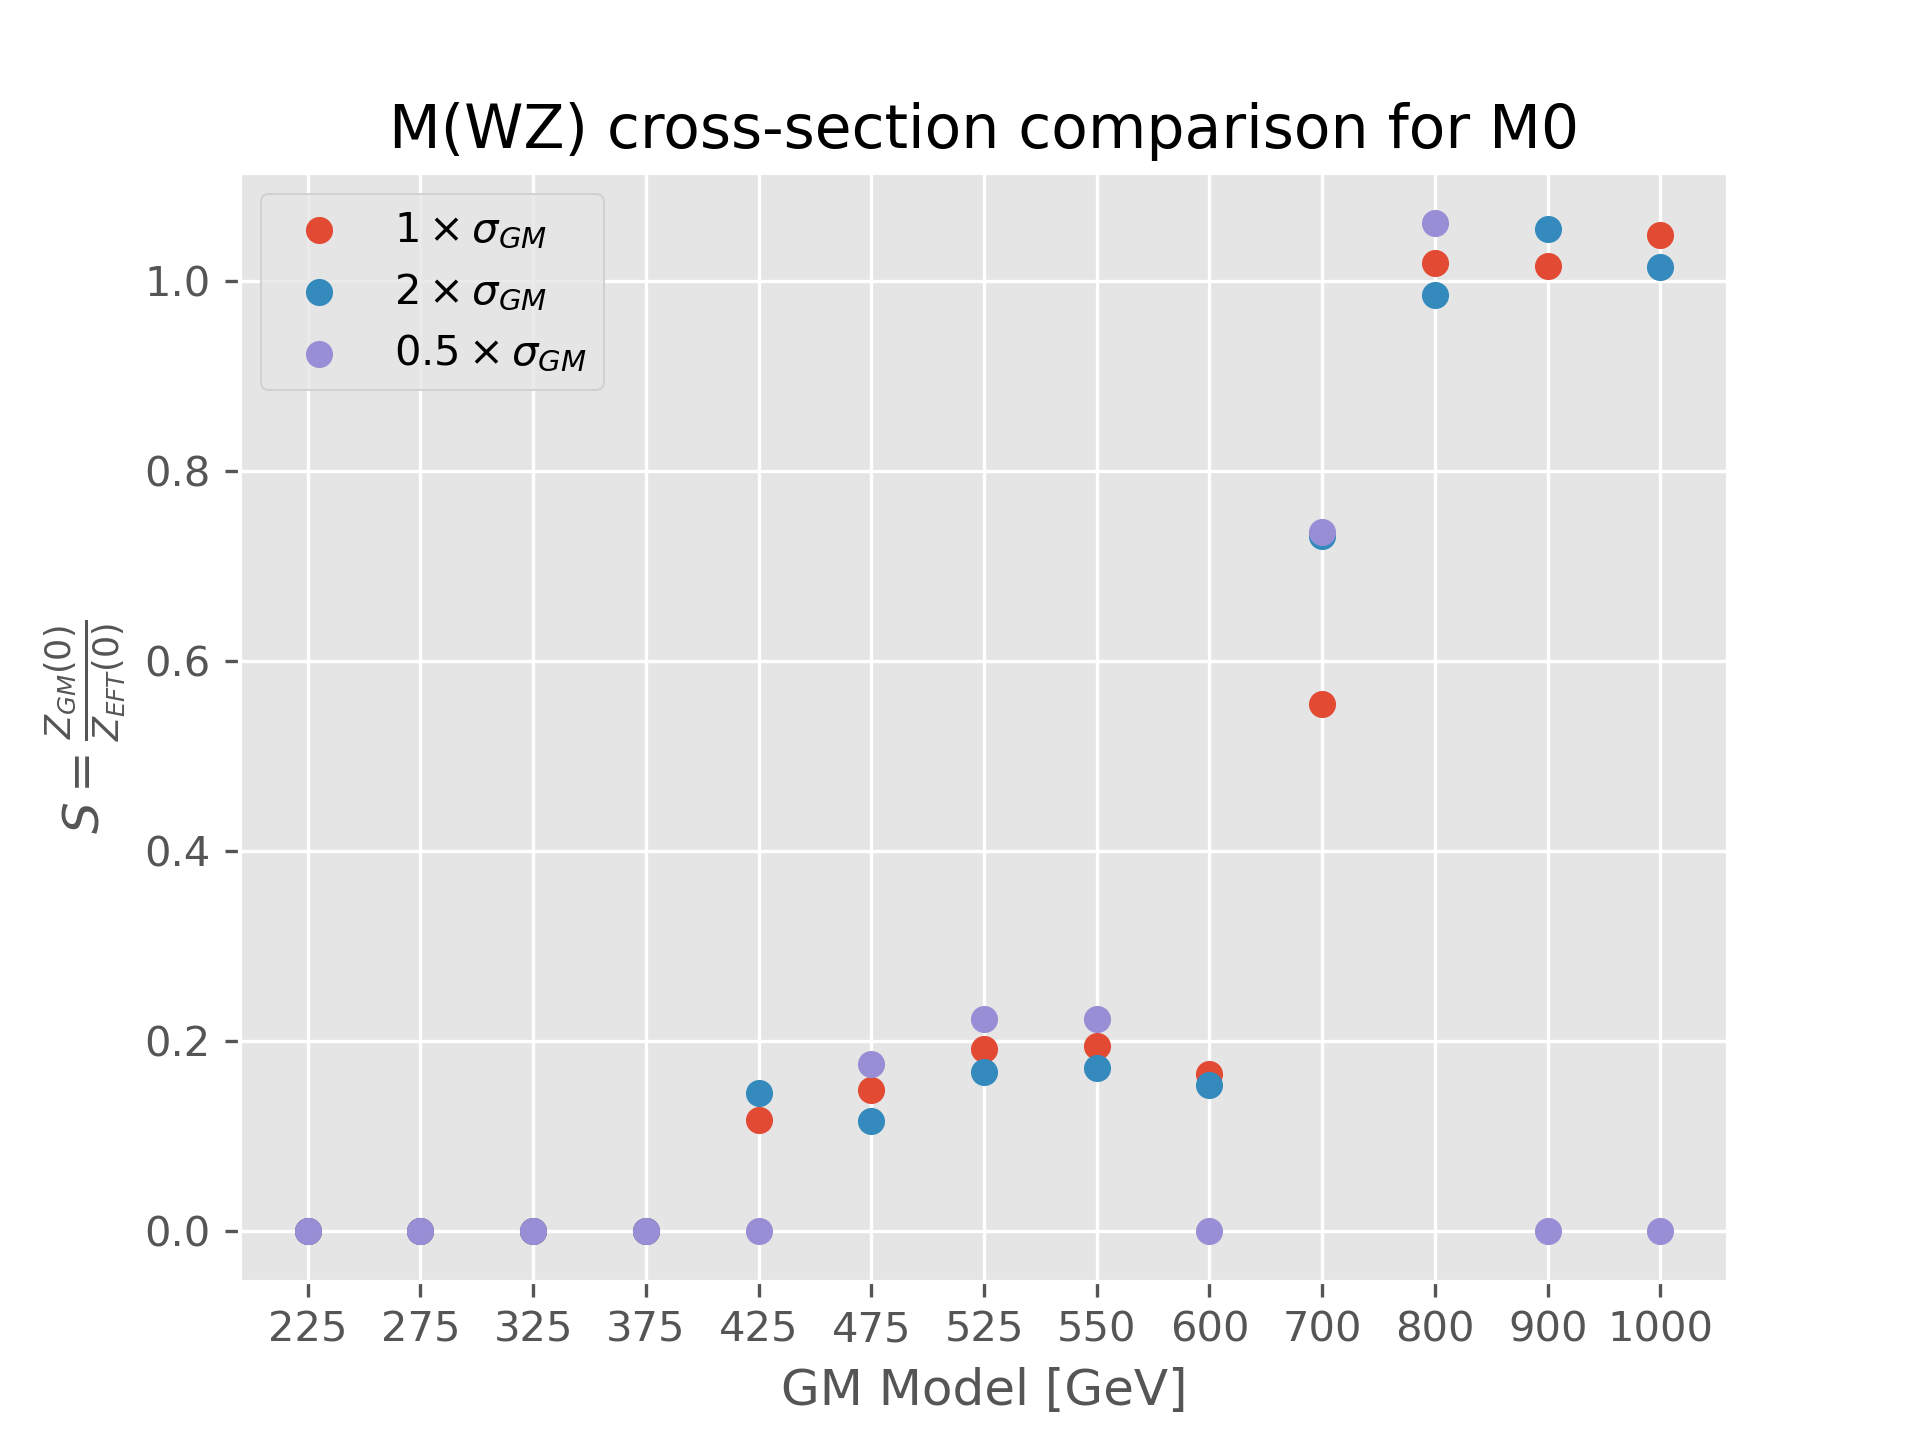 M(WZ) cross-section comparison for M0
1 × σ_GM
2 × σ_GM
0.5 × σ_GM
1.0
0.8
0.6
0.4
0.2
0.0
S = Z_GM(0) / Z_EFT(0)
225 275 325 375 425 475 525 550 600 700 800 900 1000
GM Model [GeV]